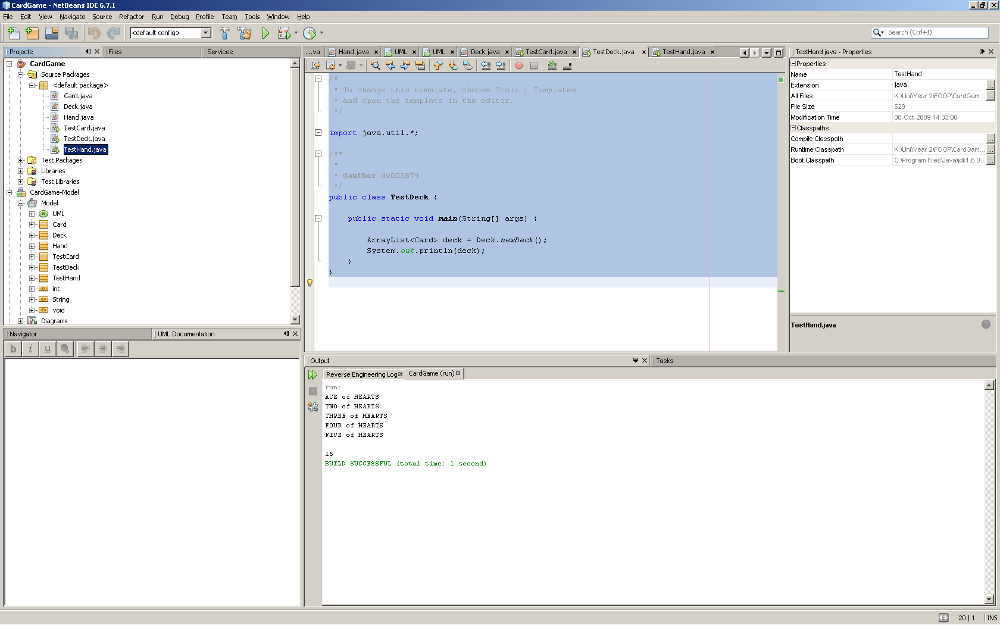 CardGame - NetBeans IDE 6.7.1
File Edit View Navigate Source Refactor Run Debug Profile Team Tools Window Help
<default config>
Search (Ctrl+I)
Projects
Files
Services
CardGame
Source Packages
<default package>
Card.java
Deck.java
Hand.java
TestCard.java
TestDeck.java
TestHand.java
Test Packages
Libraries
Test Libraries
CardGame-Model
Model
UML
Card
Deck
Hand
TestCard
TestDeck
TestHand
int
String
void
Diagrams
Navigator
UML Documentation
b i u
...va Hand.java UML UML Deck.java TestCard.java TestDeck.java TestHand.java
/*
* To change this template, choose Tools | Templates
* and open the template in the editor.
*/
import java.util.*;
/**
*
* @author dv003874
*/
public class TestDeck {
public static void main(String[] args) {
ArrayList<Card> deck = Deck.newDeck();
System.out.println(deck);
}
}
TestHand.java - Properties
Properties
Name TestHand
Extension java ...
All Files K:\Uni\Year 2\FOOP\CardGam... ...
File Size 529
Modification Time 08-Oct-2009 14:33:00
Classpaths
Compile Classpath ...
Runtime Classpath K:\Uni\Year 2\FOOP\CardGam... ...
Boot Classpath C:\Program Files\Java\jdk1.6.0... ...
TestHand.java
?
Output
Tasks
Reverse Engineering Log
CardGame (run)
run:
ACE of HEARTS
TWO of HEARTS
THREE of HEARTS
FOUR of HEARTS
FIVE of HEARTS
15
BUILD SUCCESSFUL (total time: 1 second)
20 | 1 INS